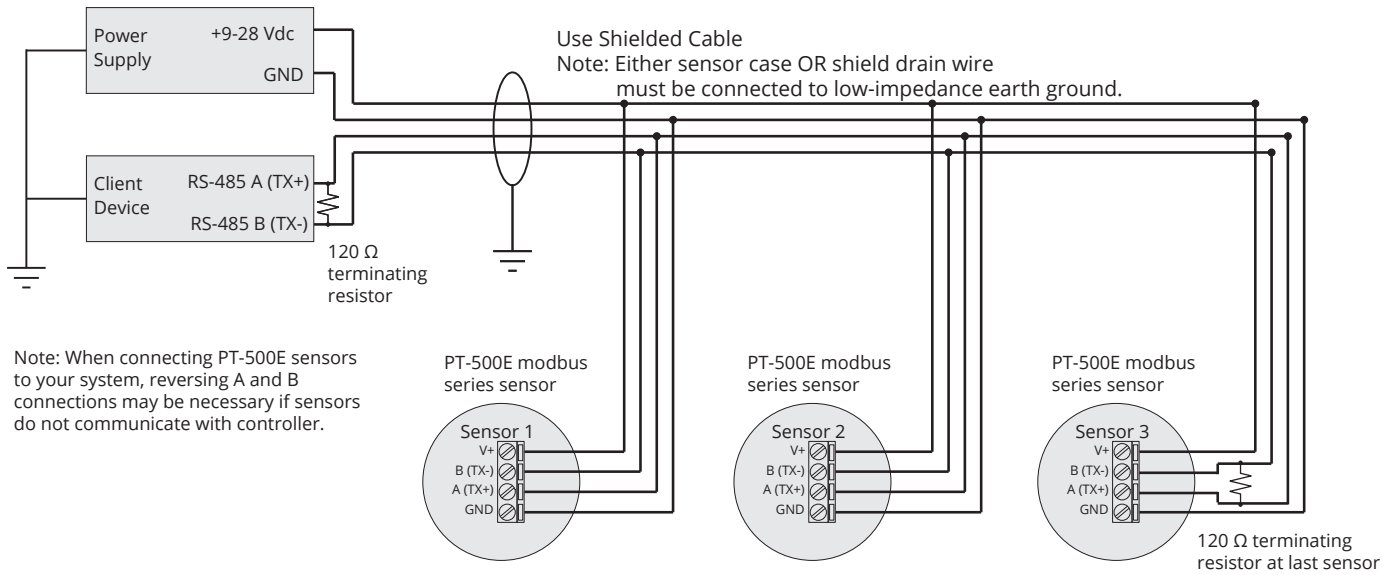 Power
Supply
+9-28 Vdc
GND
Use Shielded Cable
Note: Either sensor case OR shield drain wire
must be connected to low-impedance earth ground.
Client
Device
RS-485 A (TX+)
RS-485 B (TX-)
120 Ω
terminating
resistor
Note: When connecting PT-500E sensors
to your system, reversing A and B
connections may be necessary if sensors
do not communicate with controller.
PT-500E modbus
series sensor
Sensor 1
V+
B (TX-)
A (TX+)
GND
PT-500E modbus
series sensor
Sensor 2
V+
B (TX-)
A (TX+)
GND
PT-500E modbus
series sensor
Sensor 3
V+
B (TX-)
A (TX+)
GND
120 Ω terminating
resistor at last sensor